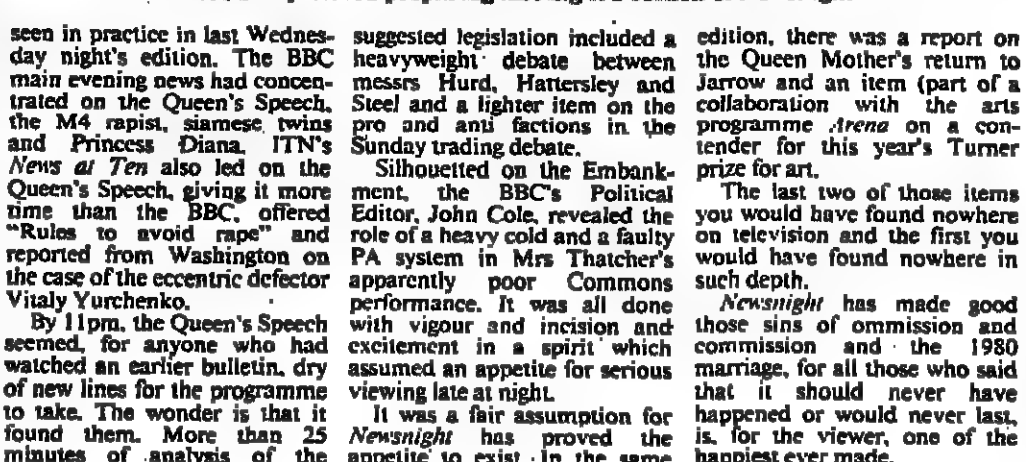 seen in practice in last Wednes-
day night's edition. The BBC
main evening news had concen-
trated on the Queen's Speech,
the M4 rapist, siamese twins
and Princess Diana. ITN's
News at Ten also led on the
Queen's Speech, giving it more
time than the BBC, offered
"Rules to avoid rape" and
reported from Washington on
the case of the eccentric defector
Vitaly Yurchenko.
By 11pm, the Queen's Speech
seemed, for anyone who had
watched an earlier bulletin, dry
of new lines for the programme
to take. The wonder is that it
found them. More than 25
minutes of analysis of the
suggested legislation included a
heavyweight debate between
messrs Hurd, Hattersley and
Steel and a lighter item on the
pro and anti factions in the
Sunday trading debate.
Silhouetted on the Embank-
ment, the BBC's Political
Editor, John Cole, revealed the
role of a heavy cold and a faulty
PA system in Mrs Thatcher's
apparently poor Commons
performance. It was all done
with vigour and incision and
excitement in a spirit which
assumed an appetite for serious
viewing late at night.
It was a fair assumption for
Newsnight has proved the
appetite to exist. In the same
edition, there was a report on
the Queen Mother's return to
Jarrow and an item (part of a
collaboration with the arts
programme Arena on a con-
tender for this year's Turner
prize for art.
The last two of those items
you would have found nowhere
on television and the first you
would have found nowhere in
such depth.
Newsnight has made good
those sins of ommission and
commission and the 1980
marriage, for all those who said
that it should never have
happened or would never last,
is, for the viewer, one of the
happiest ever made.